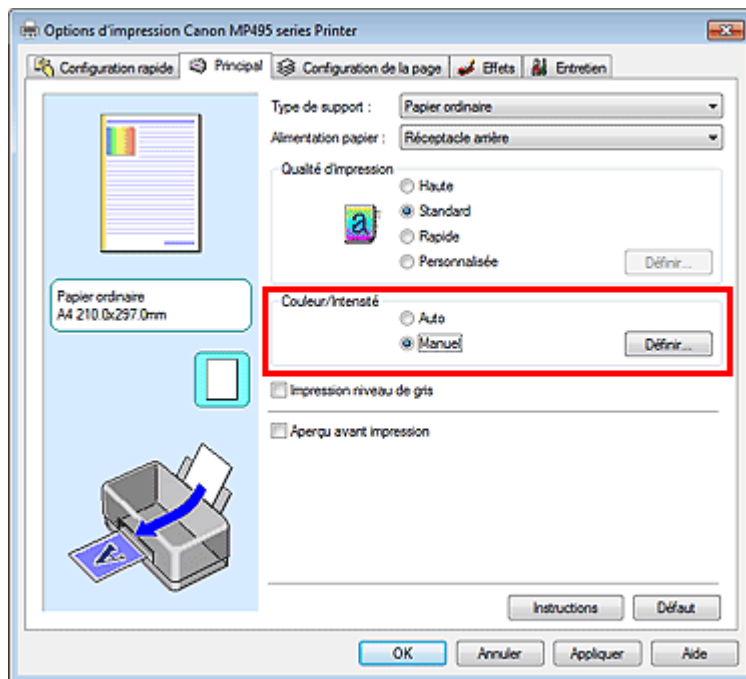 Options d'impression Canon MP495 series Printer
Configuration rapide Principal Configuration de la page Effets Entretien
Type de support : Papier ordinaire
Alimentation papier : Réceptacle arrière
Qualité d'impression
Haute
a Standard
Rapide
Personnalisée Définir...
Papier ordinaire
A4 210.0x297.0mm
Couleur/Intensité
Auto
Manuel Définir...
Impression niveau de gris
Aperçu avant impression
A
Instructions Défaut
OK Annuler Appliquer Aide